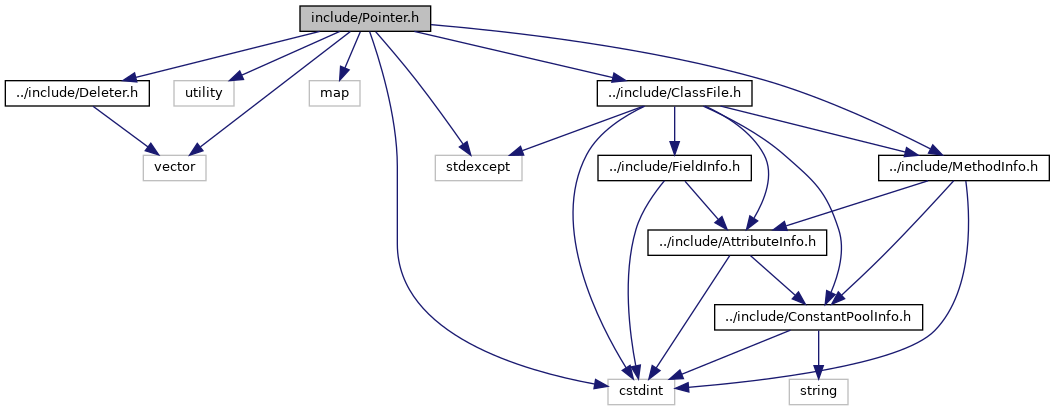 include/Pointer.h
../include/Deleter.h
utility
map
../include/ClassFile.h
vector
stdexcept
../include/FieldInfo.h
../include/MethodInfo.h
../include/AttributeInfo.h
../include/ConstantPoolInfo.h
cstdint
string